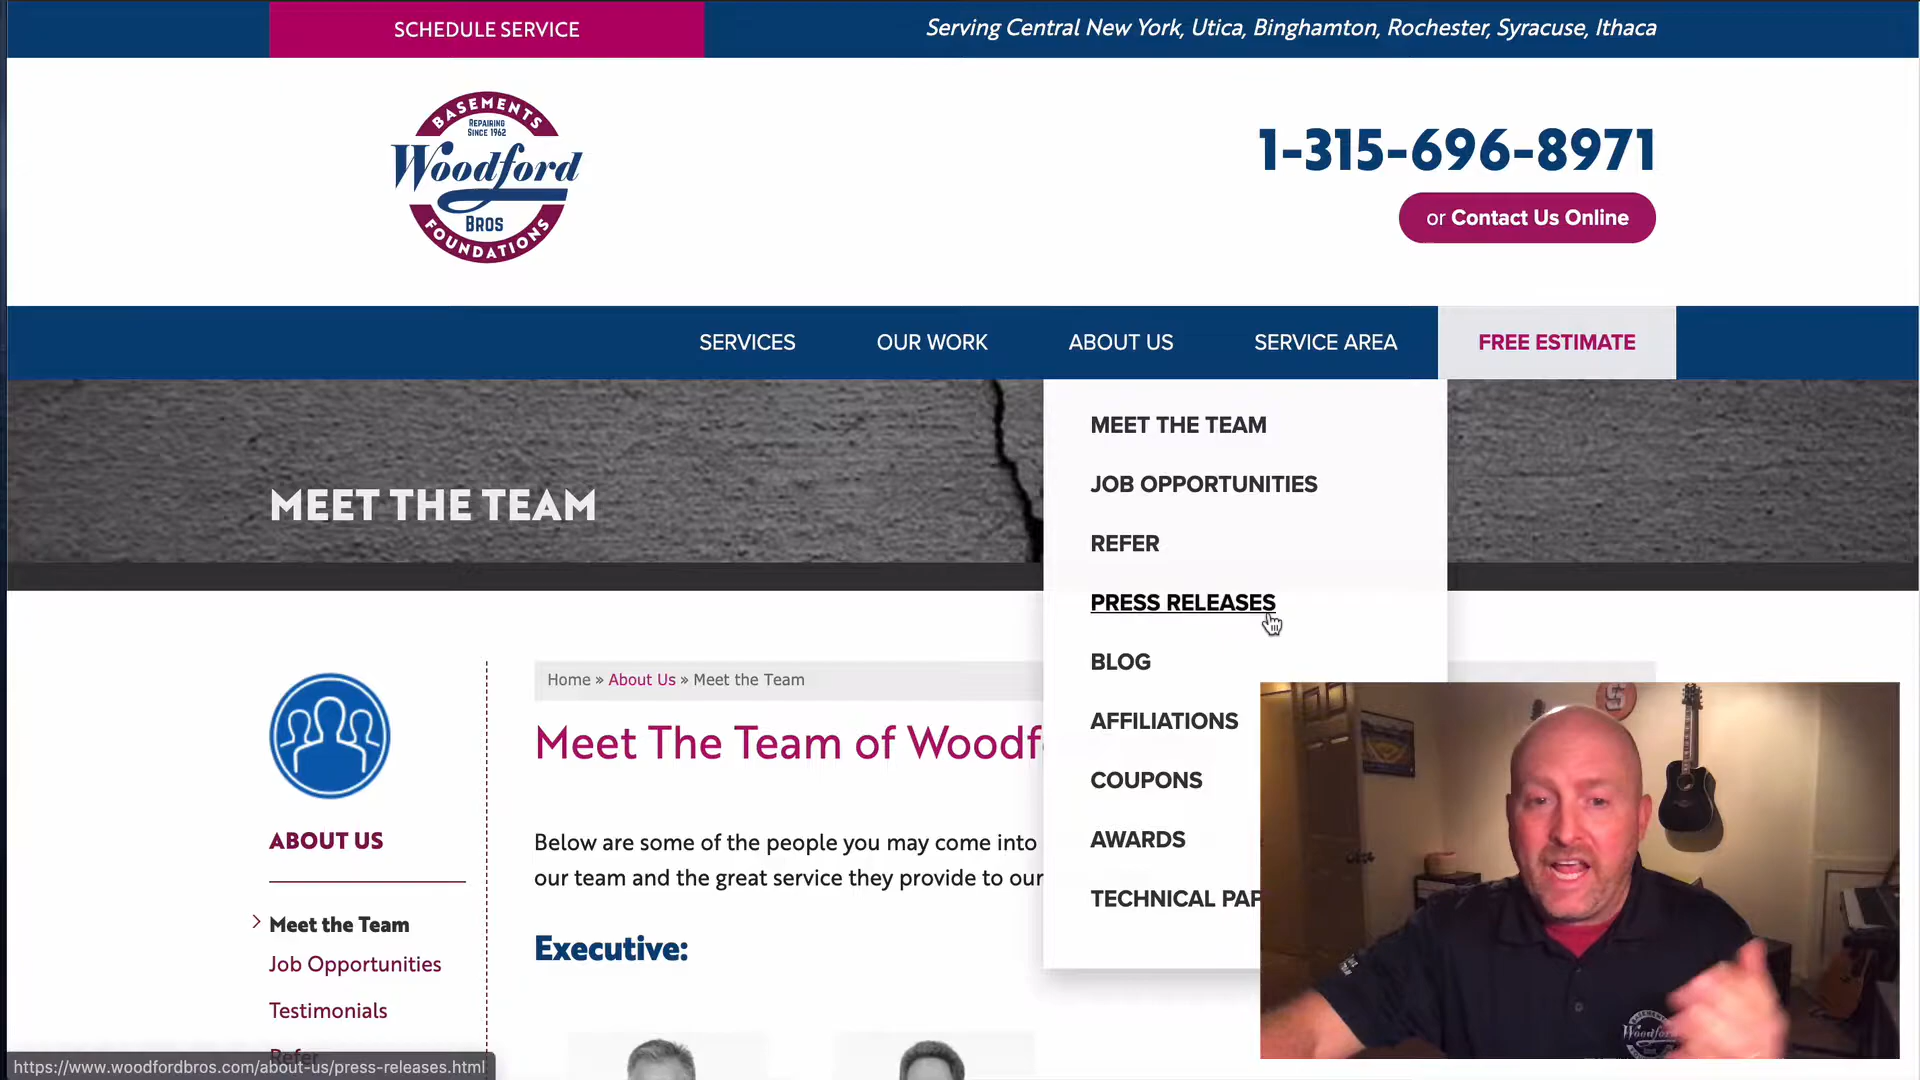 SCHEDULE SERVICE
Serving Central New York, Utica, Binghamton, Rochester, Syracuse, Ithaca
BASEMENTS
REPAIRING
SINCE 1962
Woodford
BROS
FOUNDATIONS
1-315-696-8971
or Contact Us Online
SERVICES
OUR WORK
ABOUT US
SERVICE AREA
FREE ESTIMATE
MEET THE TEAM
JOB OPPORTUNITIES
REFER
PRESS RELEASES
BLOG
AFFILIATIONS
COUPONS
AWARDS
TECHNICAL PAP
MEET THE TEAM
Home » About Us » Meet the Team
Meet The Team of Woodf
Below are some of the people you may come into
our team and the great service they provide to our
Executive:
ABOUT US
Meet the Team
Job Opportunities
Testimonials
Refer
https://www.woodfordbros.com/about-us/press-releases.html
S
Woodford